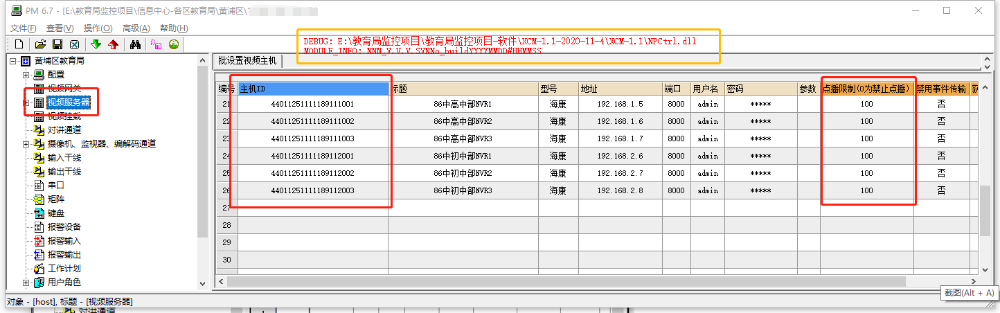 PM 6.7 - [E:\教育局监控项目\信息中心-各区教育局\黄浦区\
文件(F) 查看(V) 操作(O) 高级(A) 帮助(H)
DEBUG: E:\教育局监控项目\教育局监控项目-软件\XCM-1.1-2020-11-4\XCM-1.1\NPCtrl.dll
MODULE_INFO: NNN_V.V.V.SVNNo_buildYYYYMMDD#HHMMSS
黄埔区教育局
配置
视频网关
视频服务器
视频挂载
对讲通道
摄像机、监视器、编解码通道
输入干线
输出干线
串口
矩阵
键盘
报警设备
报警输入
报警输出
工作计划
用户角色
批设置视频主机
编号 主机ID 标题 型号 地址 端口 用户名 密码 参数 点播限制(0为禁止点播) 禁用事件传输 获
21 44011251111189111001 86中高中部NVR1 海康 192.168.1.5 8000 admin ***** 100 否
22 44011251111189111002 86中高中部NVR2 海康 192.168.1.6 8000 admin ***** 100 否
23 44011251111189111003 86中高中部NVR3 海康 192.168.1.7 8000 admin ***** 100 否
24 44011251111189112001 86中初中部NVR1 海康 192.168.2.6 8000 admin ***** 100 否
25 44011251111189112002 86中初中部NVR2 海康 192.168.2.7 8000 admin ***** 100 否
26 44011251111189112003 86中初中部NVR3 海康 192.168.2.8 8000 admin ***** 100 否
27
28
29
30
截图(Alt + A)
对象 - [host], 标题 - [视频服务器]
对讲通道